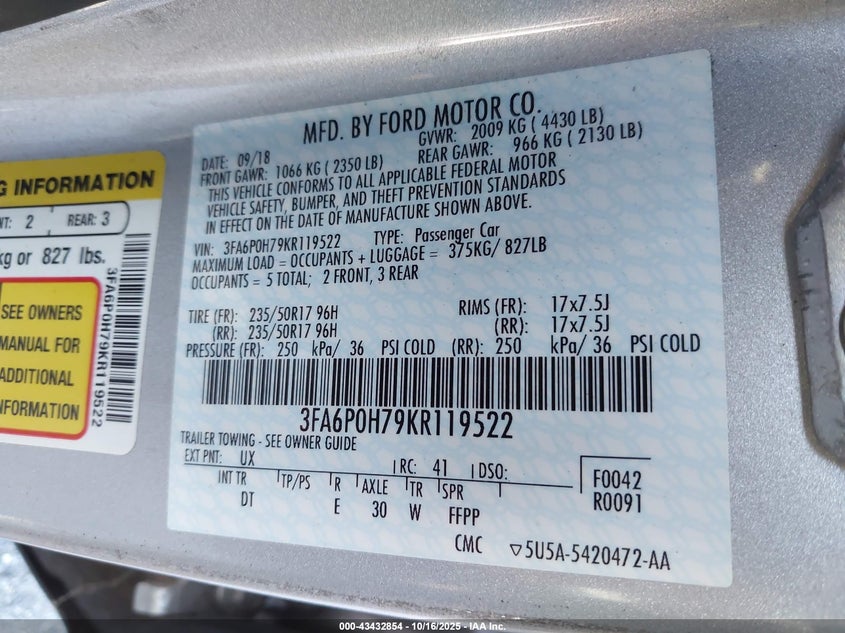 MFD. BY FORD MOTOR CO.
DATE: 09/18 GVWR: 2009 KG ( 4430 LB)
FRONT GAWR: 1066 KG ( 2350 LB) REAR GAWR: 966 KG ( 2130 LB)
THIS VEHICLE CONFORMS TO ALL APPLICABLE FEDERAL MOTOR
VEHICLE SAFETY, BUMPER, AND THEFT PREVENTION STANDARDS
IN EFFECT ON THE DATE OF MANUFACTURE SHOWN ABOVE.
VIN: 3FA6P0H79KR119522 TYPE: Passenger Car
MAXIMUM LOAD = OCCUPANTS + LUGGAGE = 375KG/ 827LB
OCCUPANTS = 5 TOTAL; 2 FRONT, 3 REAR
TIRE (FR): 235/50R17 96H RIMS (FR): 17x7.5J
(RR): 235/50R17 96H (RR): 17x7.5J
PRESSURE (FR): 250 kPa/ 36 PSI COLD (RR): 250 kPa/ 36 PSI COLD
3FA6P0H79KR119522
TRAILER TOWING - SEE OWNER GUIDE
EXT PNT: UX RC: 41 DSO: F0042
INT TR TP/PS R AXLE TR SPR R0091
DT E 30 W FFPP
CMC 5U5A-5420472-AA
INFORMATION
2 REAR: 3
kg or 827 lbs.
SEE OWNERS
MANUAL FOR
ADDITIONAL
INFORMATION
3FA6P0H79KR119522
000-43432854 | 10/16/2025 | ©IAA, Inc.